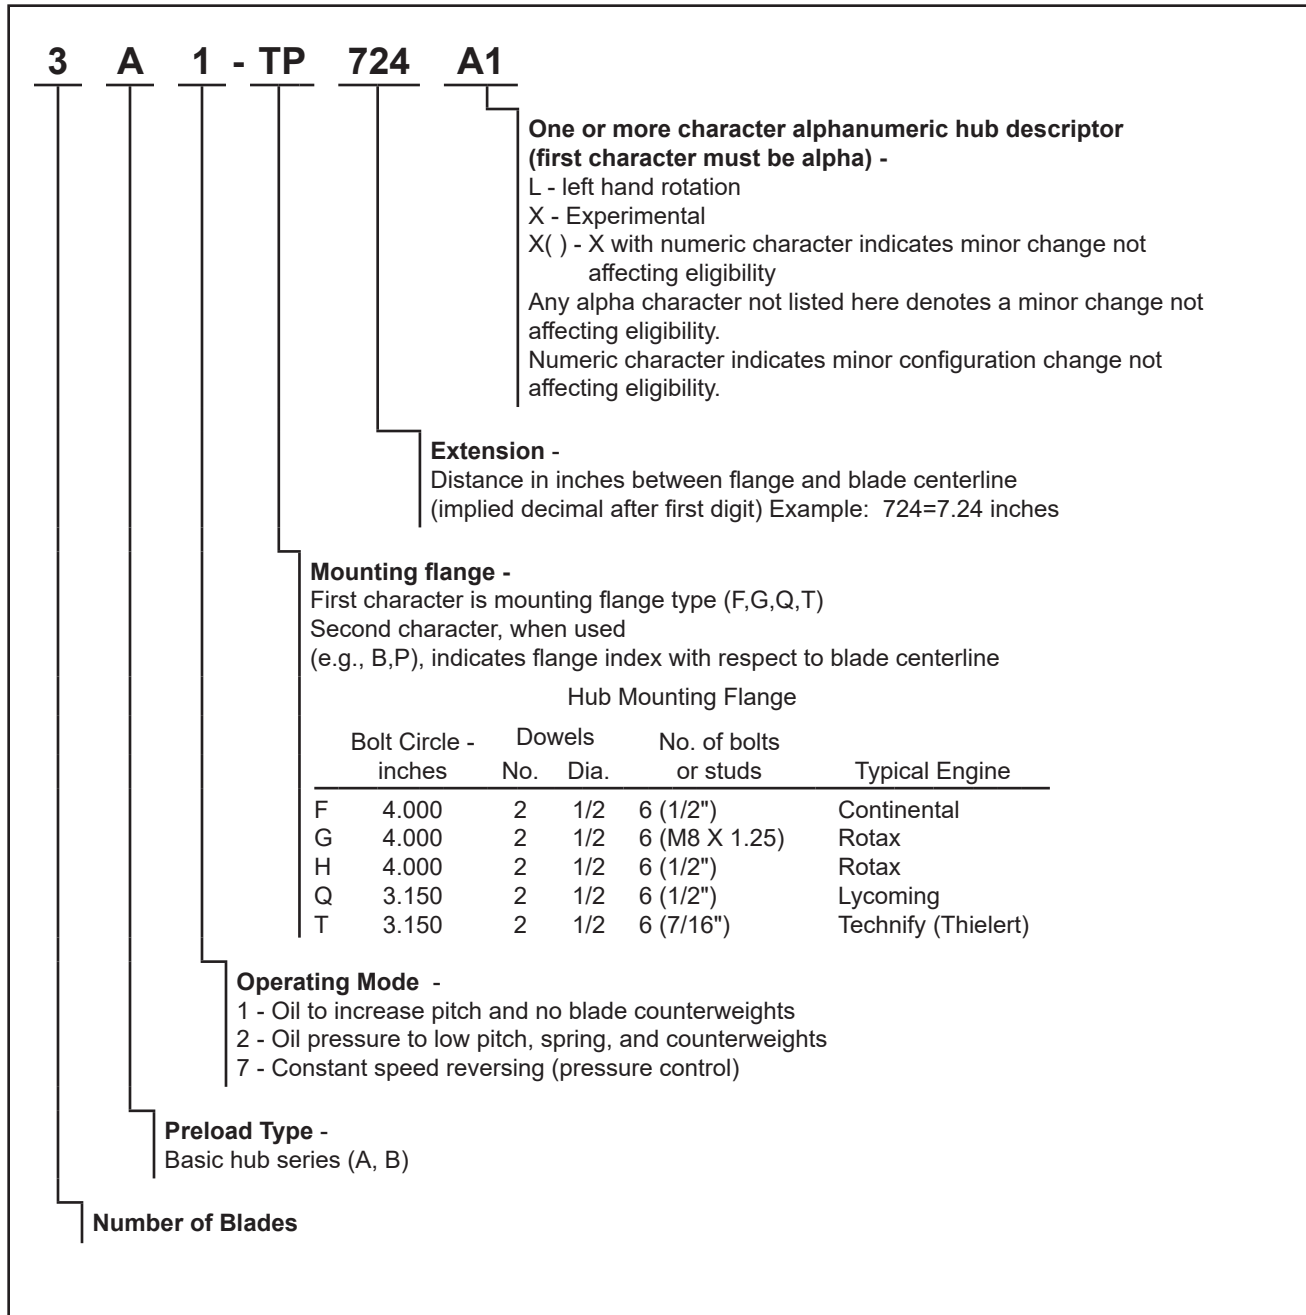 3 A 1 - TP 724 A1
One or more character alphanumeric hub descriptor
(first character must be alpha) -
L - left hand rotation
X - Experimental
X( ) - X with numeric character indicates minor change not
affecting eligibility
Any alpha character not listed here denotes a minor change not
affecting eligibility.
Numeric character indicates minor configuration change not
affecting eligibility.
Extension -
Distance in inches between flange and blade centerline
(implied decimal after first digit) Example: 724=7.24 inches
Mounting flange -
First character is mounting flange type (F,G,Q,T)
Second character, when used
(e.g., B,P), indicates flange index with respect to blade centerline
Hub Mounting Flange
Bolt Circle - Dowels No. of bolts
inches No. Dia. or studs Typical Engine
F 4.000 2 1/2 6 (1/2") Continental
G 4.000 2 1/2 6 (M8 X 1.25) Rotax
H 4.000 2 1/2 6 (1/2") Rotax
Q 3.150 2 1/2 6 (1/2") Lycoming
T 3.150 2 1/2 6 (7/16") Technify (Thielert)
Operating Mode -
1 - Oil to increase pitch and no blade counterweights
2 - Oil pressure to low pitch, spring, and counterweights
7 - Constant speed reversing (pressure control)
Preload Type -
Basic hub series (A, B)
Number of Blades